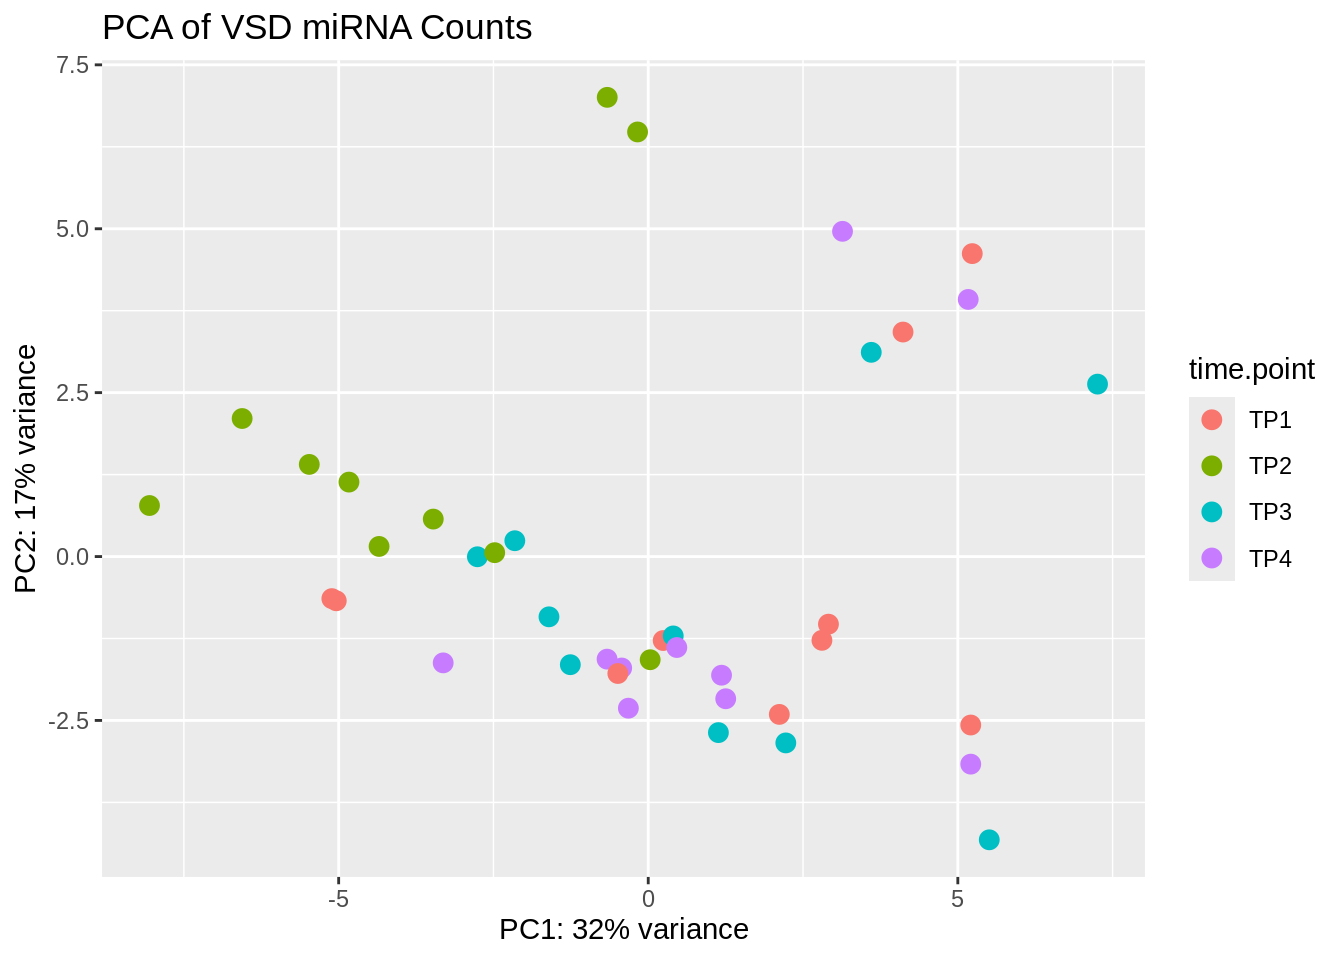 PCA of VSD miRNA Counts
7.5
5.0
2.5
0.0
-2.5
PC2: 17% variance
-5
0
5
PC1: 32% variance
time.point
TP1
TP2
TP3
TP4